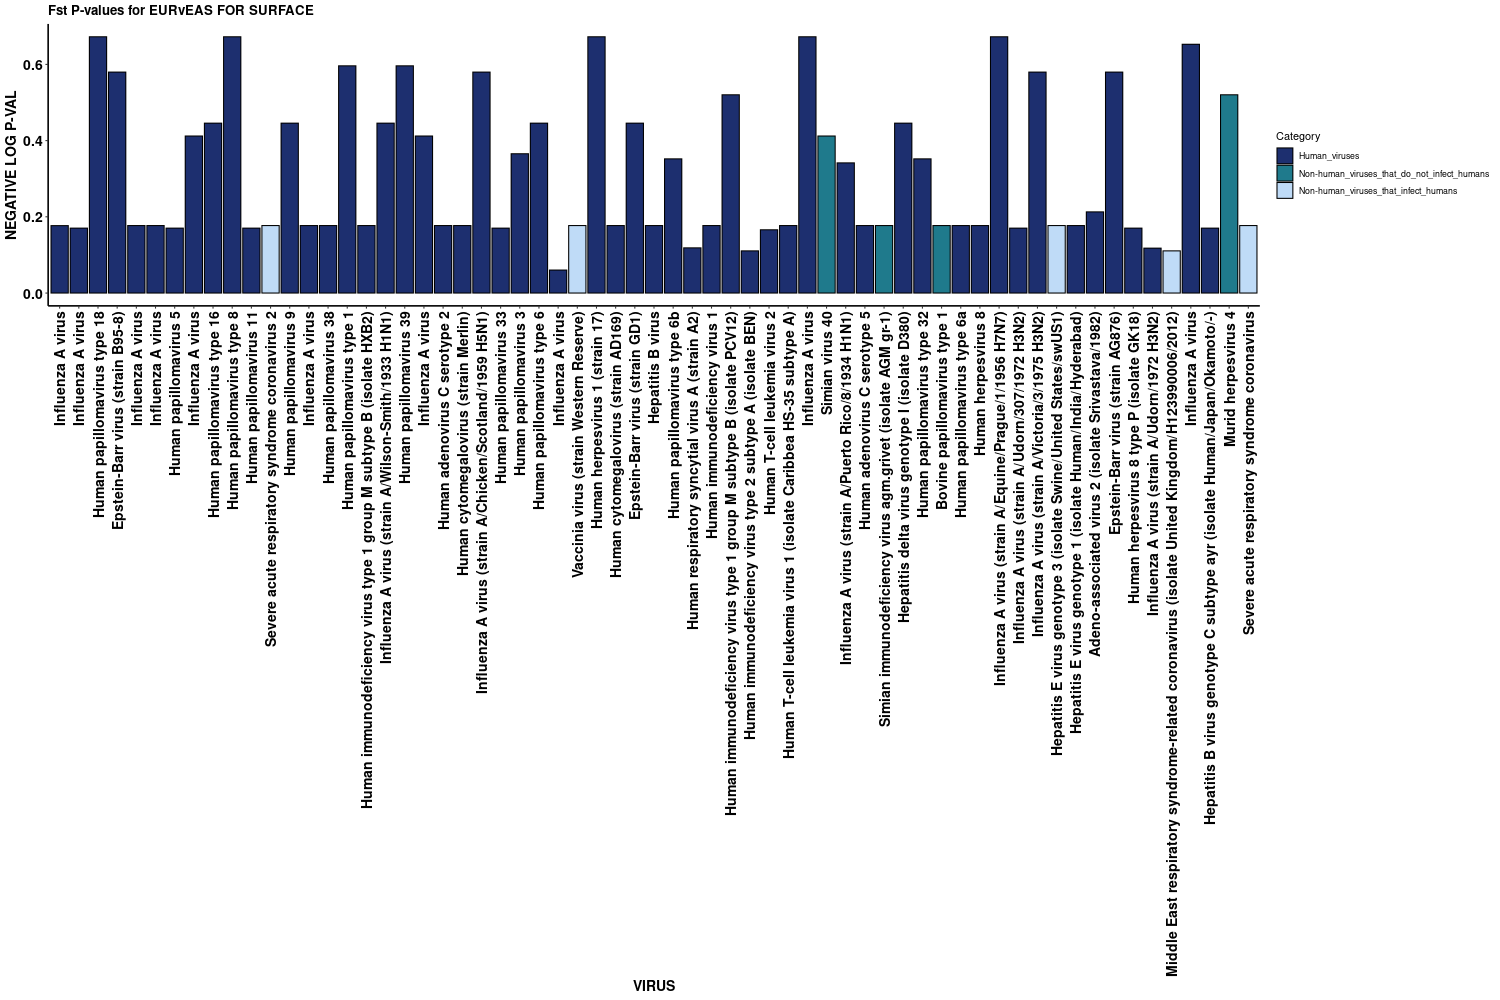 Fst P-values for EURvEAS FOR SURFACE
NEGATIVE LOG P-VAL
0.6
0.4
0.2
0.0
Influenza A virus
Influenza A virus
Human papillomavirus type 18
Epstein-Barr virus (strain B95-8)
Influenza A virus
Influenza A virus
Human papillomavirus 5
Influenza A virus
Human papillomavirus type 16
Human papillomavirus type 8
Human papillomavirus 11
Severe acute respiratory syndrome coronavirus 2
Human papillomavirus 9
Influenza A virus
Human papillomavirus 38
Human papillomavirus type 1
Human immunodeficiency virus type 1 group M subtype B (isolate HXB2)
Influenza A virus (strain A/Wilson-Smith/1933 H1N1)
Human papillomavirus 39
Influenza A virus
Human adenovirus C serotype 2
Human cytomegalovirus (strain Merlin)
Influenza A virus (strain A/Chicken/Scotland/1959 H5N1)
Human papillomavirus 33
Human papillomavirus 3
Human papillomavirus type 6
Influenza A virus
Vaccinia virus (strain Western Reserve)
Human herpesvirus 1 (strain 17)
Human cytomegalovirus (strain AD169)
Epstein-Barr virus (strain GD1)
Hepatitis B virus
Human papillomavirus type 6b
Human respiratory syncytial virus A (strain A2)
Human immunodeficiency virus 1
Human immunodeficiency virus type 1 group M subtype B (isolate PCV12)
Human immunodeficiency virus type 2 subtype A (isolate BEN)
Human T-cell leukemia virus 2
Human T-cell leukemia virus 1 (isolate Caribbea HS-35 subtype A)
Influenza A virus
Simian virus 40
Influenza A virus (strain A/Puerto Rico/8/1934 H1N1)
Human adenovirus C serotype 5
Simian immunodeficiency virus agm.grivet (isolate AGM gr-1)
Hepatitis delta virus genotype I (isolate D380)
Human papillomavirus type 32
Bovine papillomavirus type 1
Human papillomavirus type 6a
Human herpesvirus 8
Influenza A virus (strain A/Equine/Prague/1/1956 H7N7)
Influenza A virus (strain A/Udorn/307/1972 H3N2)
Influenza A virus (strain A/Victoria/3/1975 H3N2)
Hepatitis E virus genotype 3 (isolate Swine/United States/swUS1)
Hepatitis E virus genotype 1 (isolate Human/India/Hyderabad)
Adeno-associated virus 2 (isolate Srivastava/1982)
Epstein-Barr virus (strain AG876)
Human herpesvirus 8 type P (isolate GK18)
Influenza A virus (strain A/Udorn/1972 H3N2)
Middle East respiratory syndrome-related coronavirus (isolate United Kingdom/H123990006/2012)
Influenza A virus
Hepatitis B virus genotype C subtype ayr (isolate Human/Japan/Okamoto/-)
Murid herpesvirus 4
Severe acute respiratory syndrome coronavirus
VIRUS
Category
Human_viruses
Non-human_viruses_that_do_not_infect_humans
Non-human_viruses_that_infect_humans